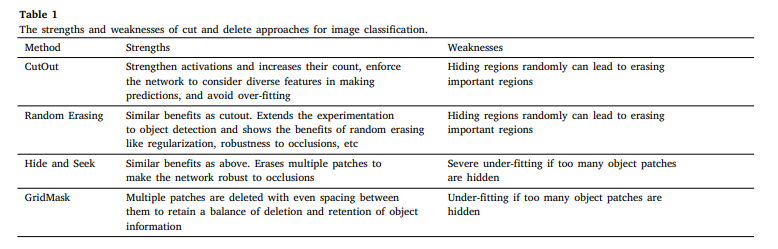 Table 1
The strengths and weaknesses of cut and delete approaches for image classification.
Method Strengths Weaknesses
CutOut Strengthen activations and increases their count, enforce Hiding regions randomly can lead to erasing
the network to consider diverse features in making important regions
predictions, and avoid over-fitting
Random Erasing Similar benefits as cutout. Extends the experimentation Hiding regions randomly can lead to erasing
to object detection and shows the benefits of random erasing important regions
like regularization, robustness to occlusions, etc
Hide and Seek Similar benefits as above. Erases multiple patches to Severe under-fitting if too many object patches
make the network robust to occlusions are hidden
GridMask Multiple patches are deleted with even spacing between Under-fitting if too many object patches are
them to retain a balance of deletion and retention of object hidden
information